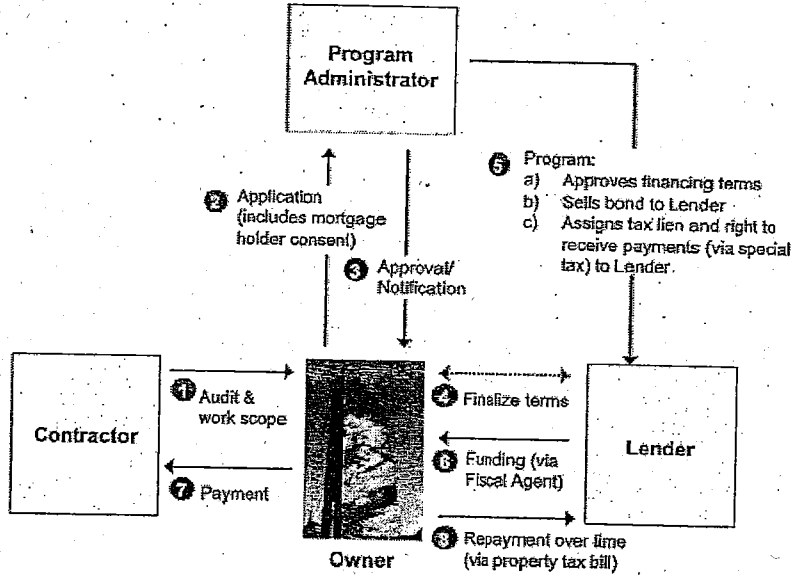 Program
Administrator
5 Program:
a) Approves financing terms
b) Sells bond to Lender
c) Assigns tax lien and right to
receive payments (via special
tax) to Lender.
2 Application
(includes mortgage
holder consent)
3 Approval/
Notification
Contractor
1 Audit &
work scope
7 Payment
Owner
4 Finalize terms
6 Funding (via
Fiscal Agent)
8 Repayment over time
(via property tax bill)
Lender